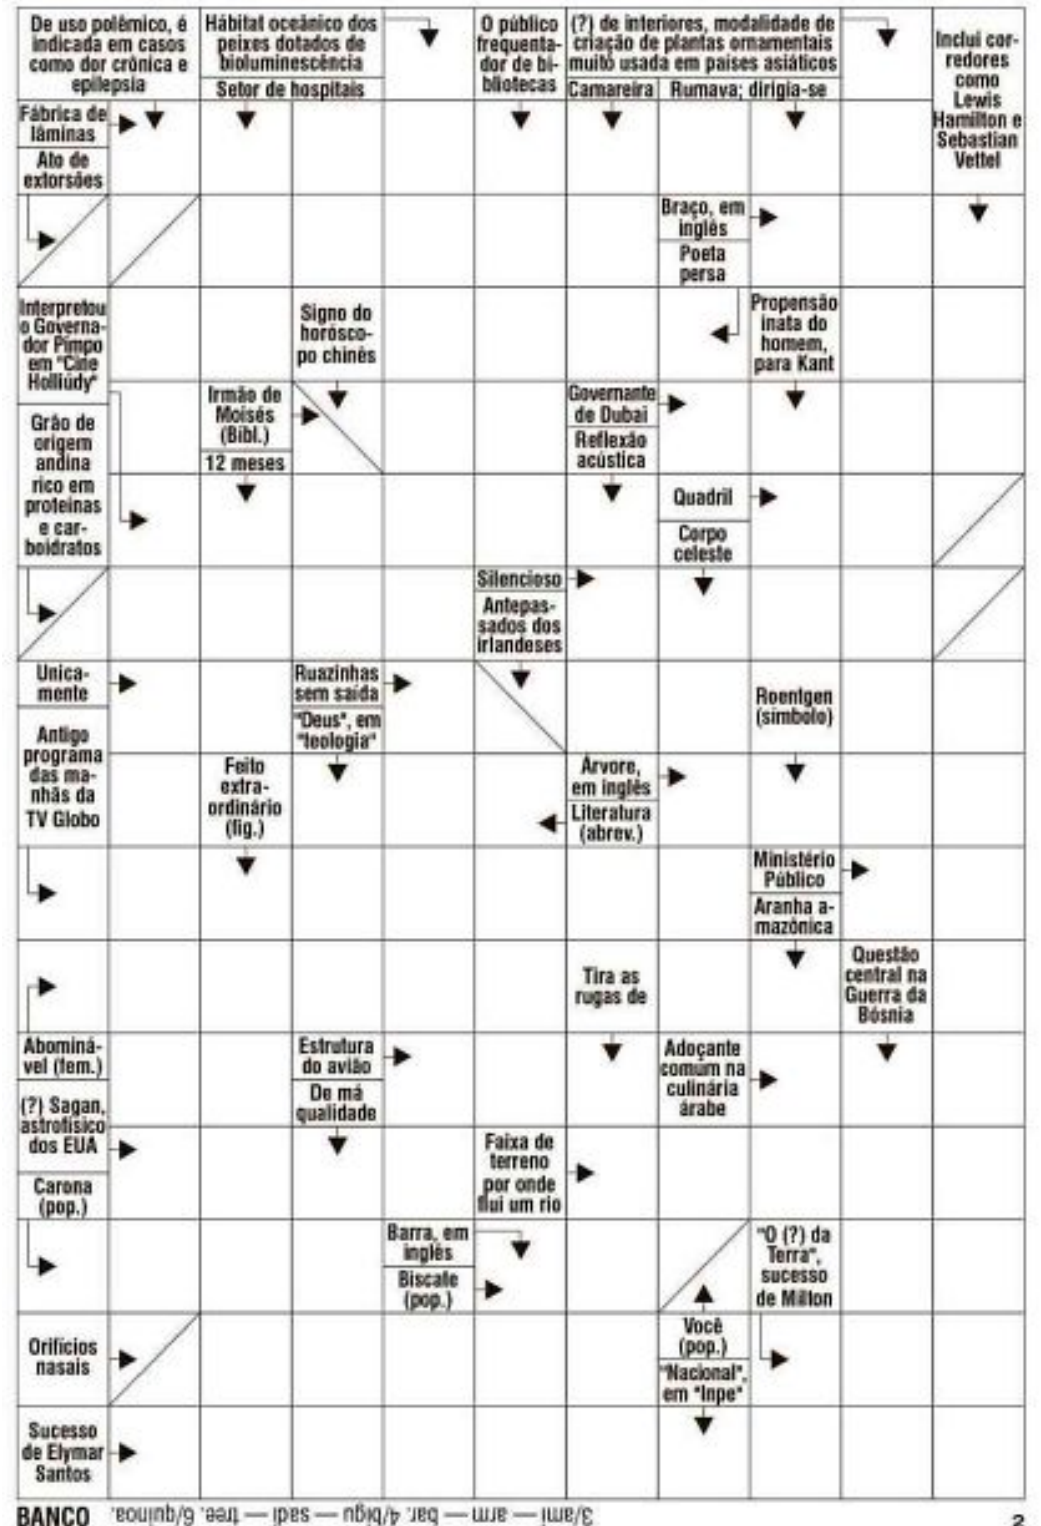 De uso polêmico, é
indicada em casos
como dor crônica e
epilepsia
Hábitat oceânico dos
peixes dotados de
bioluminescência
Setor de hospitais
O público
frequenta-
dor de bi-
bliotecas
(?) de interiores, modalidade de
criação de plantas ornamentais
muito usada em países asiáticos
Camareira
Rumava; dirigia-se
Inclui cor-
redores
como
Lewis
Hamilton e
Sebastian
Vettel
Fábrica de
lâminas
Ato de
extorsões
Braço, em
inglês
Poeta
persa
Interpretou
o Governa-
dor Pimpo
em "Cine
Holliúdy"
Signo do
horósco-
po chinês
Propensão
inata do
homem,
para Kant
Grão de
origem
andina
rico em
proteínas
e car-
boidratos
Irmão de
Moisés
(Bíbl.)
12 meses
Governante
de Dubai
Reflexão
acústica
Quadril
Corpo
celeste
Silencioso
Antepas-
sados dos
irlandeses
Unica-
mente
Antigo
programa
das ma-
nhãs da
TV Globo
Ruazinhas
sem saída
"Deus", em
"teologia"
Roentgen
(símbolo)
Feito
extra-
ordinário
(fig.)
Árvore,
em inglês
Literatura
(abrev.)
Ministério
Público
Aranha a-
mazônica
Tira as
rugas de
Questão
central na
Guerra da
Bósnia
Abominá-
vel (fem.)
(?) Sagan,
astrofísico
dos EUA
Carona
(pop.)
Estrutura
do avião
De má
qualidade
Adoçante
comum na
culinária
árabe
Faixa de
terreno
por onde
flui um rio
Barra, em
inglês
Biscate
(pop.)
"O (?) da
Terra",
sucesso
de Milton
Orifícios
nasais
Você
(pop.)
"Nacional",
em "Inpe"
Sucesso
de Elymar
Santos
BANCO
3/ami — arm — bar. 4/bigu — sadi — tree. 6/quinoa.
2